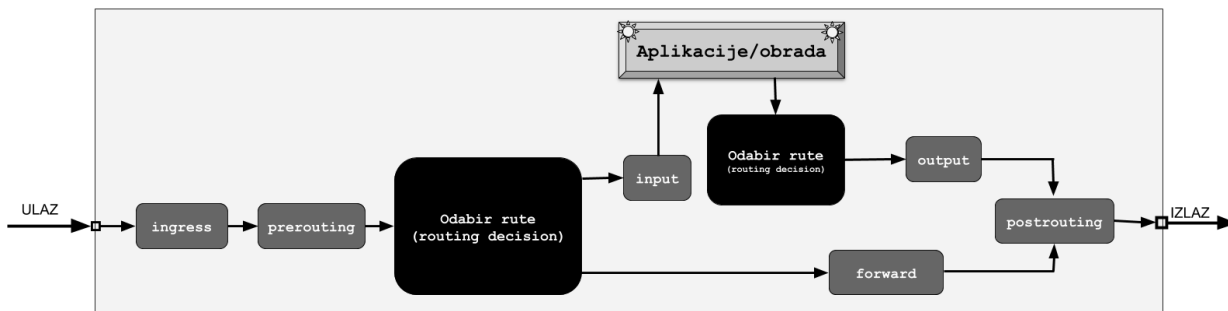 Aplikacije/obrada
Odabir rute
(routing decision)
output
input
ULAZ
ingress
prerouting
Odabir rute
(routing decision)
postrouting
IZLAZ
forward